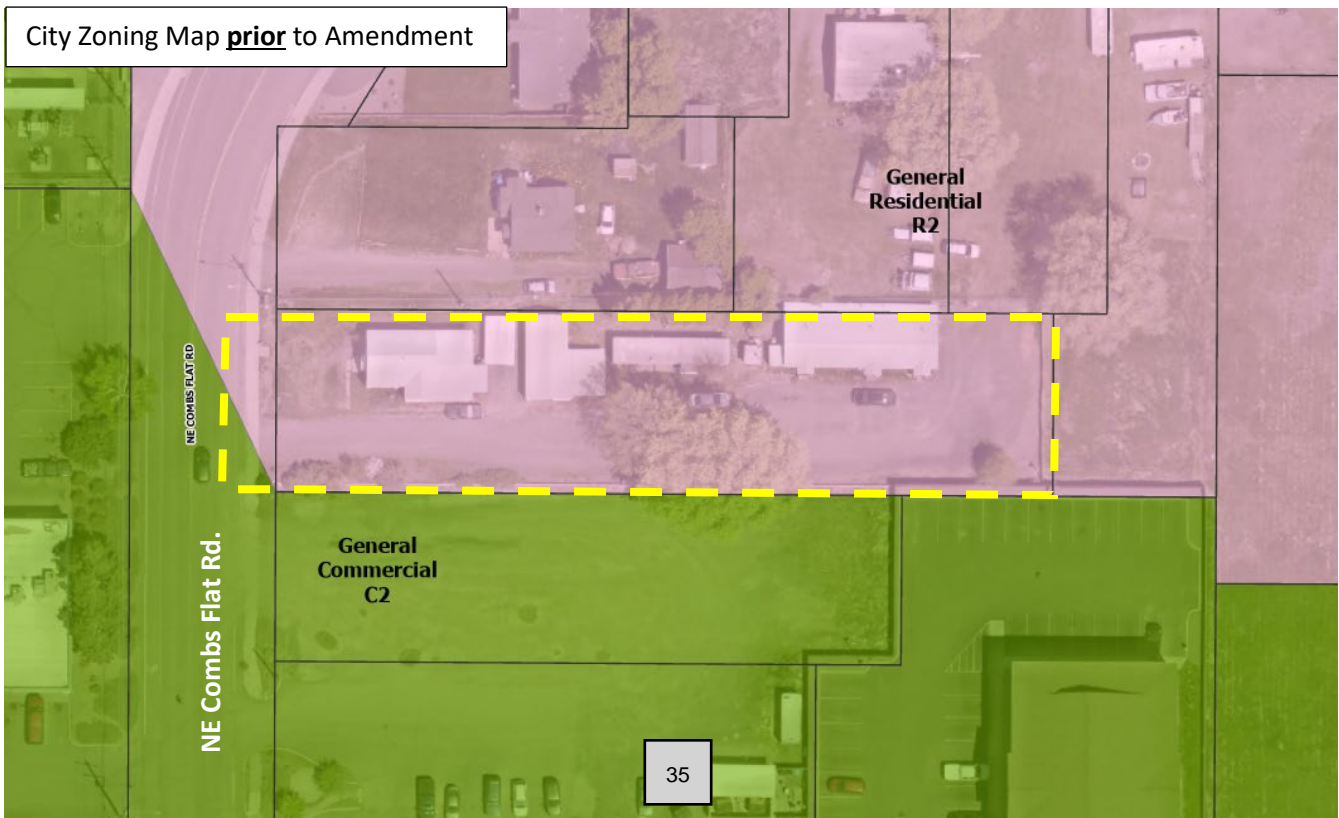 City Zoning Map prior to Amendment
General
Residential
R2
NE COMBS FLAT RD
General
Commercial
C2
NE Combs Flat Rd.
35